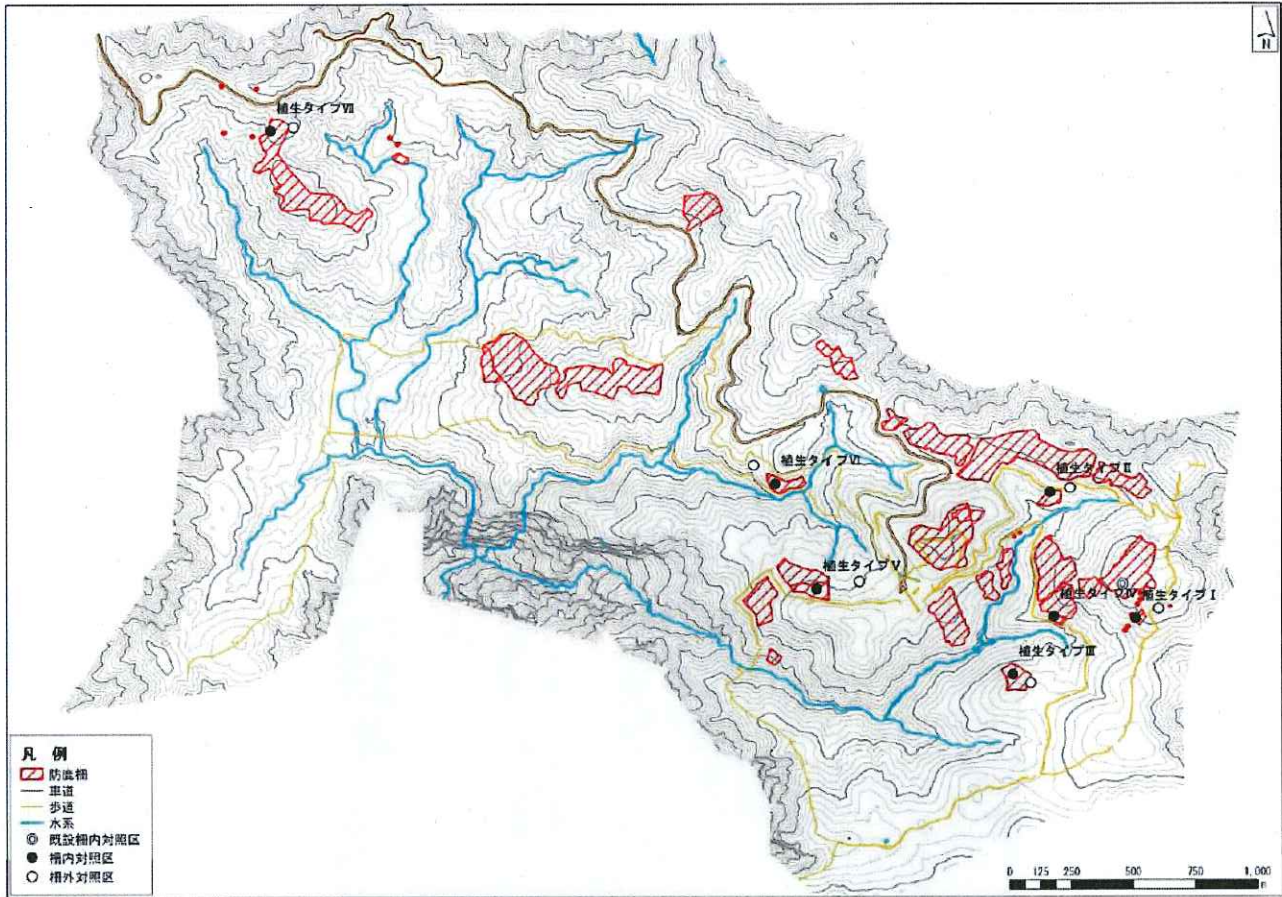 N
植生タイプⅦ
植生タイプⅥ
植生タイプⅡ
植生タイプⅤ
植生タイプⅣ
植生タイプⅠ
植生タイプⅢ
凡 例
防鹿柵
車道
歩道
水系
既設柵内対照区
柵内対照区
柵外対照区
0 125 250 500 750 1,000
m